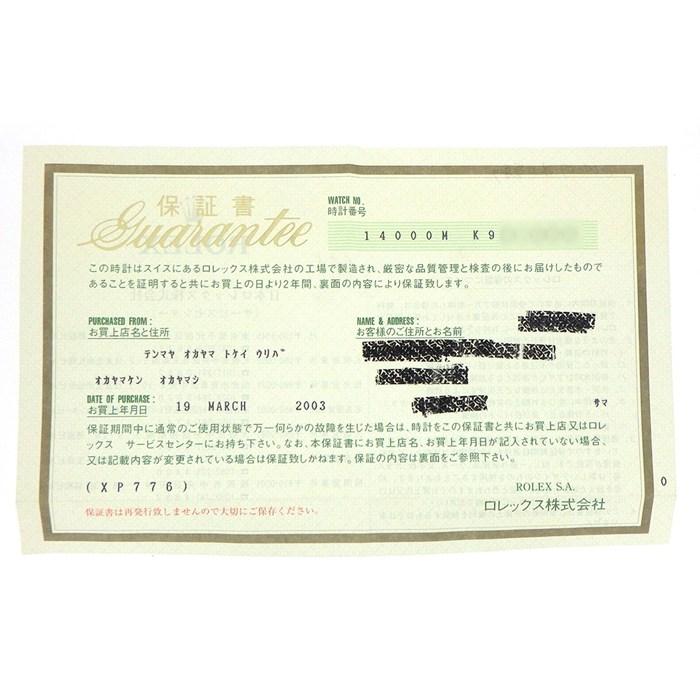 保証書
Guarantee
WATCH NO.
時計番号
14000M K9
この時計はスイスにあるロレックス株式会社の工場で製造され、厳密な品質管理と検査の後にお届けしたもので
あることを証明すると共にお買上の日より2年間、裏面の内容により保証致します。
PURCHASED FROM:
お買上店名と住所
NAME & ADDRESS:
お客様のご住所とお名前
テンマヤ オカヤマ トケイ ウリバ
オカヤマケン オカヤマシ
DATE OF PURCHASE:
お買上年月日
19 MARCH 2003
サマ
保証期間中に通常のご使用状態で万一何らかの故障を生じた場合は、時計をこの保証書と共にお買上店又はロレ
ックス サービスセンターにお持ち下さい。なお、本保証書にお買上店名、お買上年月日が記入されていない場合、
又は記載内容が変更されている場合は保証致しかねます。保証の内容は裏面をご参照下さい。
(XP776)
ROLEX S.A.
ロレックス株式会社
0
保証書は再発行致しませんので大切にご保存ください。